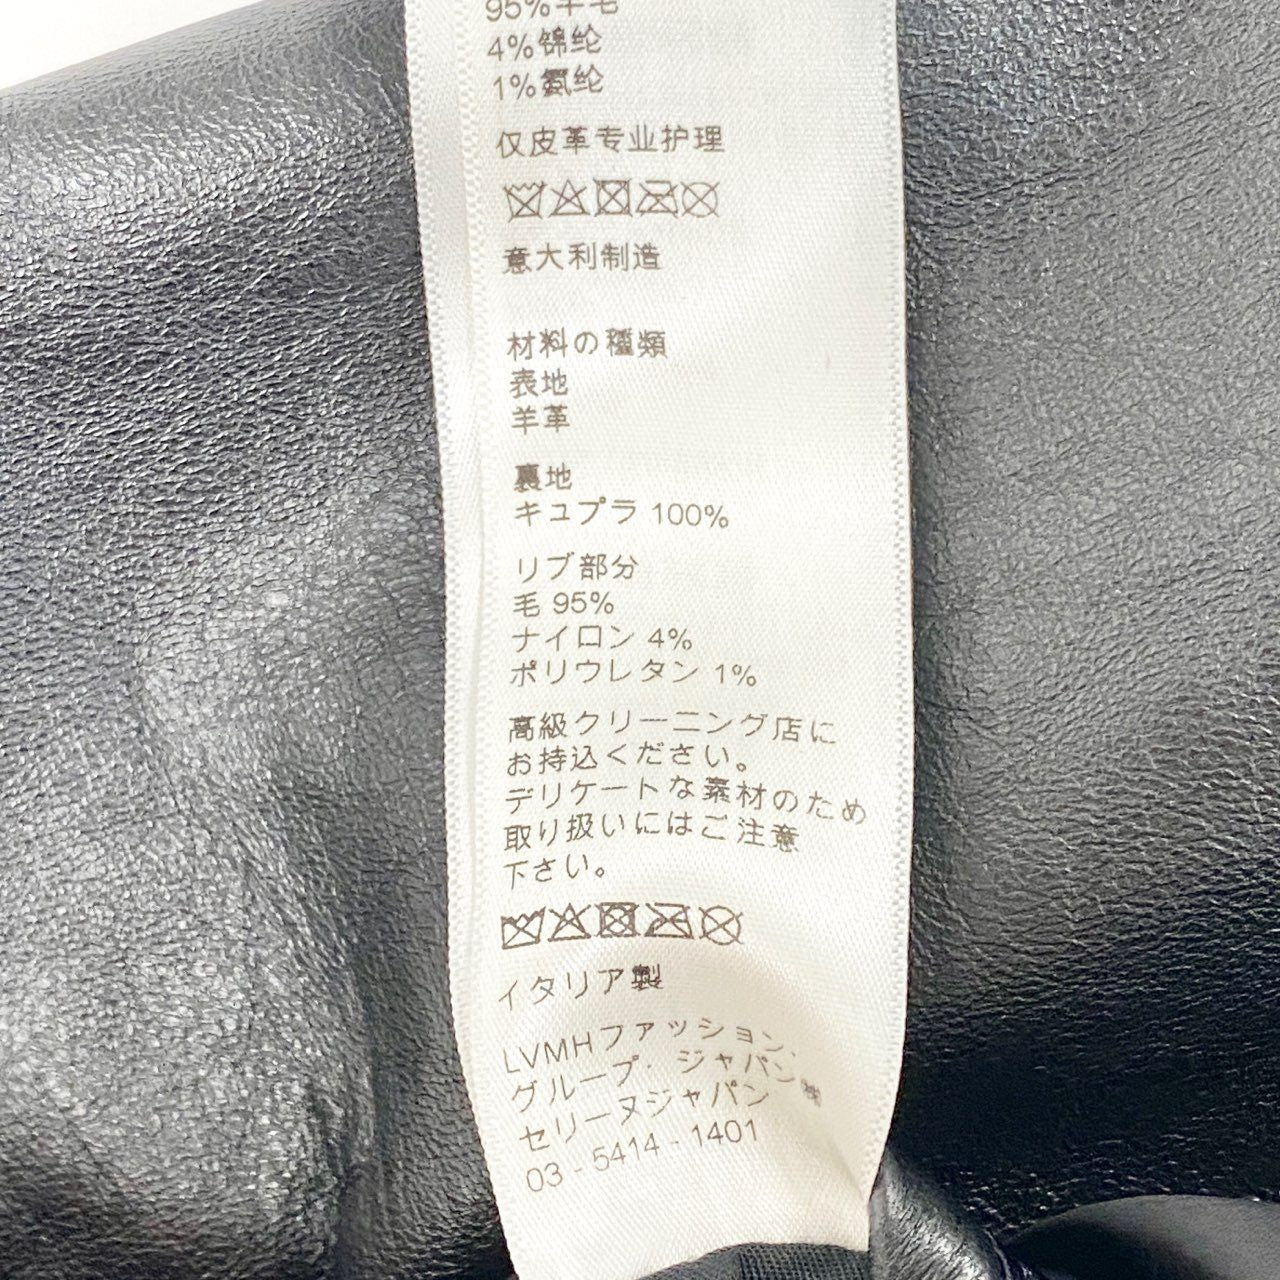 95%羊毛
4%锦纶
1%氨纶
仅皮革专业护理
意大利制造
材料の種類
表地
羊革
裏地
キュプラ 100%
リブ部分
毛 95%
ナイロン 4%
ポリウレタン 1%
高級クリーニング店に
お持込ください。
デリケートな素材のため
取り扱いにはご注意
下さい。
イタリア製
LVMHファッション.
グループ・ジャパン㈱
セリーヌジャパン
03 - 5414 - 1401